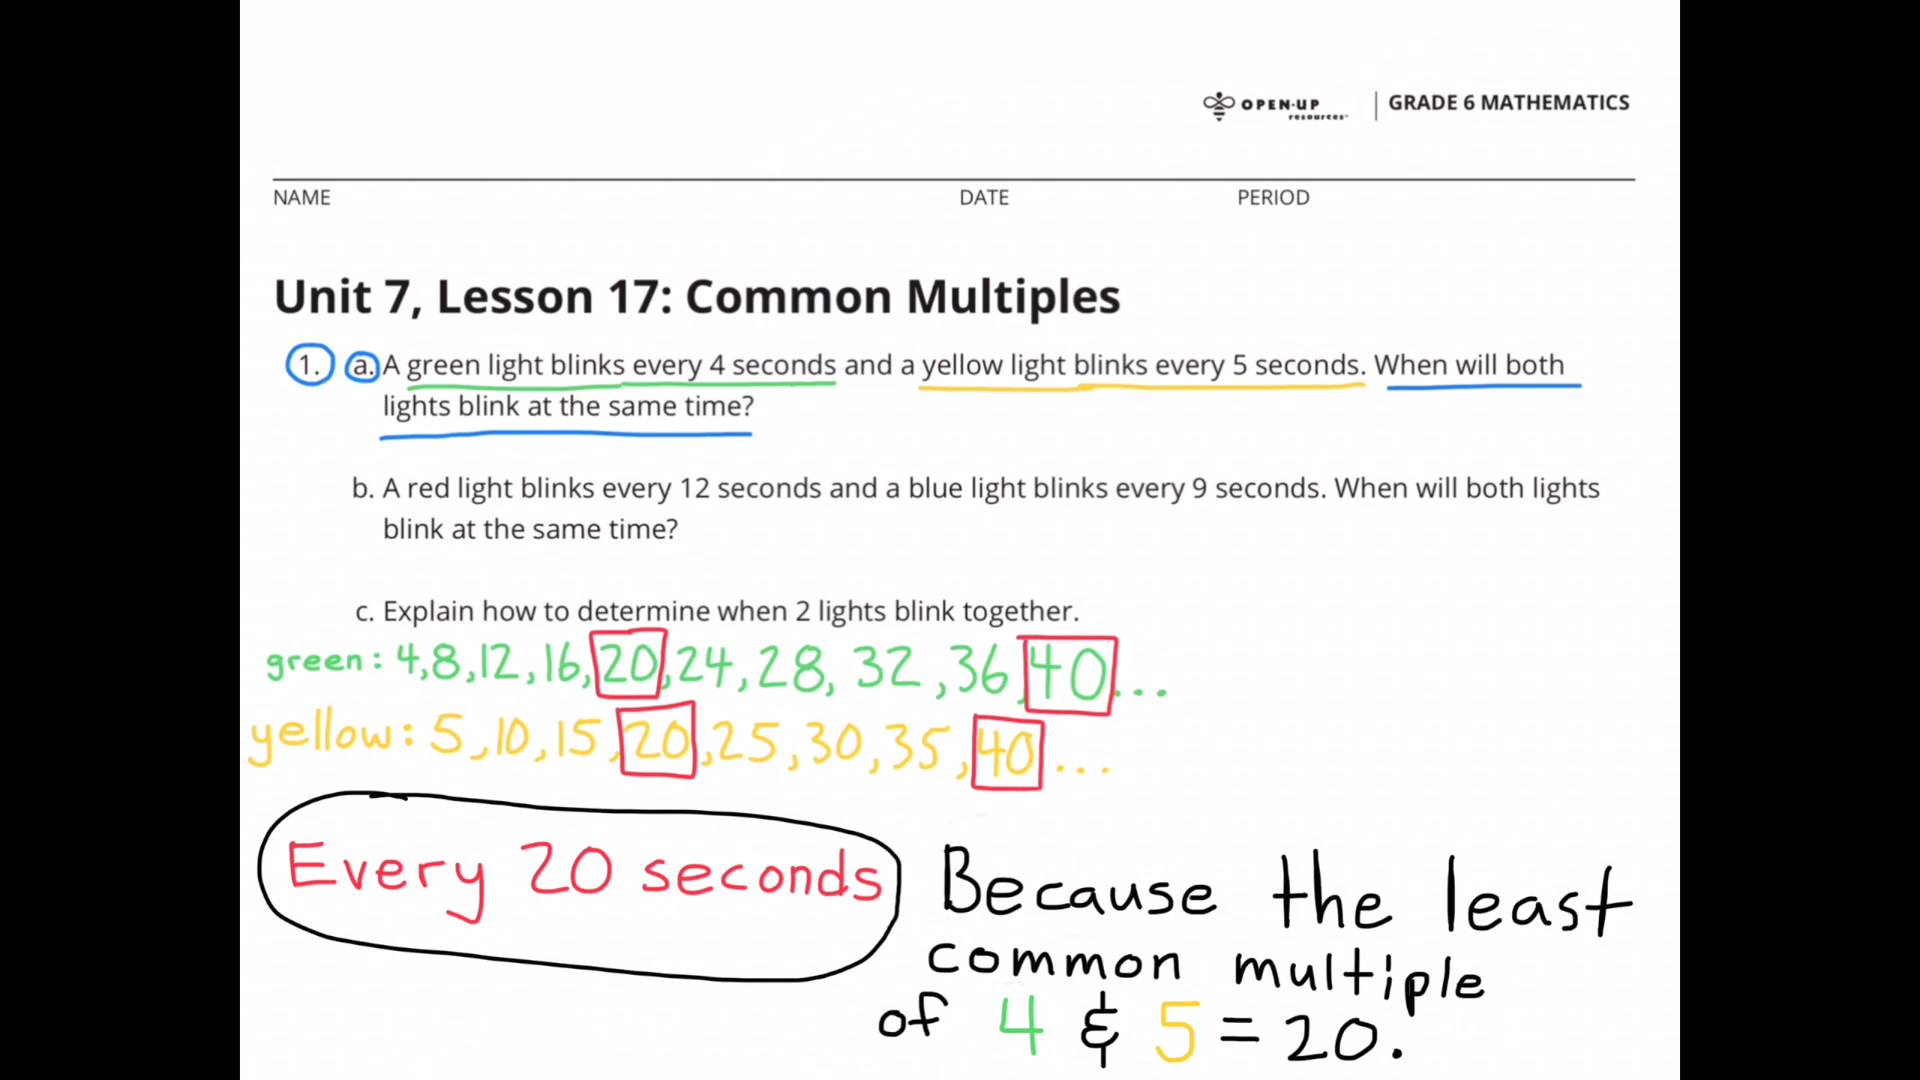 OPEN-UP resources™ | GRADE 6 MATHEMATICS
NAME DATE PERIOD
Unit 7, Lesson 17: Common Multiples
1. a. A green light blinks every 4 seconds and a yellow light blinks every 5 seconds. When will both
lights blink at the same time?
b. A red light blinks every 12 seconds and a blue light blinks every 9 seconds. When will both lights
blink at the same time?
c. Explain how to determine when 2 lights blink together.
green: 4,8,12,16,20,24,28,32,36,40...
yellow: 5,10,15,20,25,30,35,40...
Every 20 seconds
Because the least
common multiple
of 4 & 5 = 20.